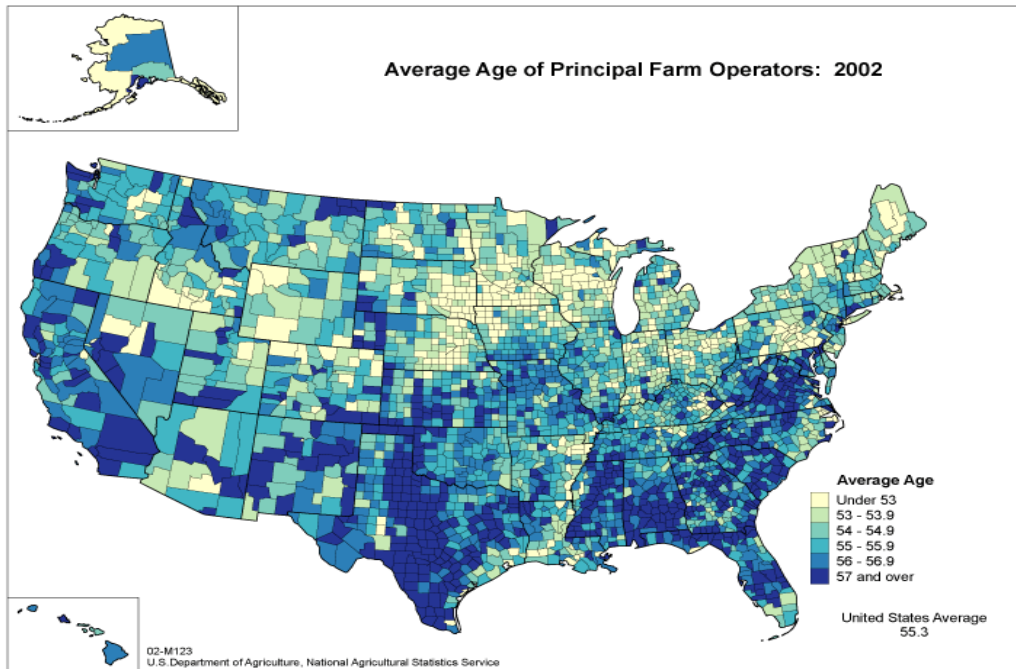 Average Age of Principal Farm Operators: 2002
Average Age
Under 53
53 - 53.9
54 - 54.9
55 - 55.9
56 - 56.9
57 and over
United States Average
55.3
02-M123
U.S.Department of Agriculture, National Agricultural Statistics Service